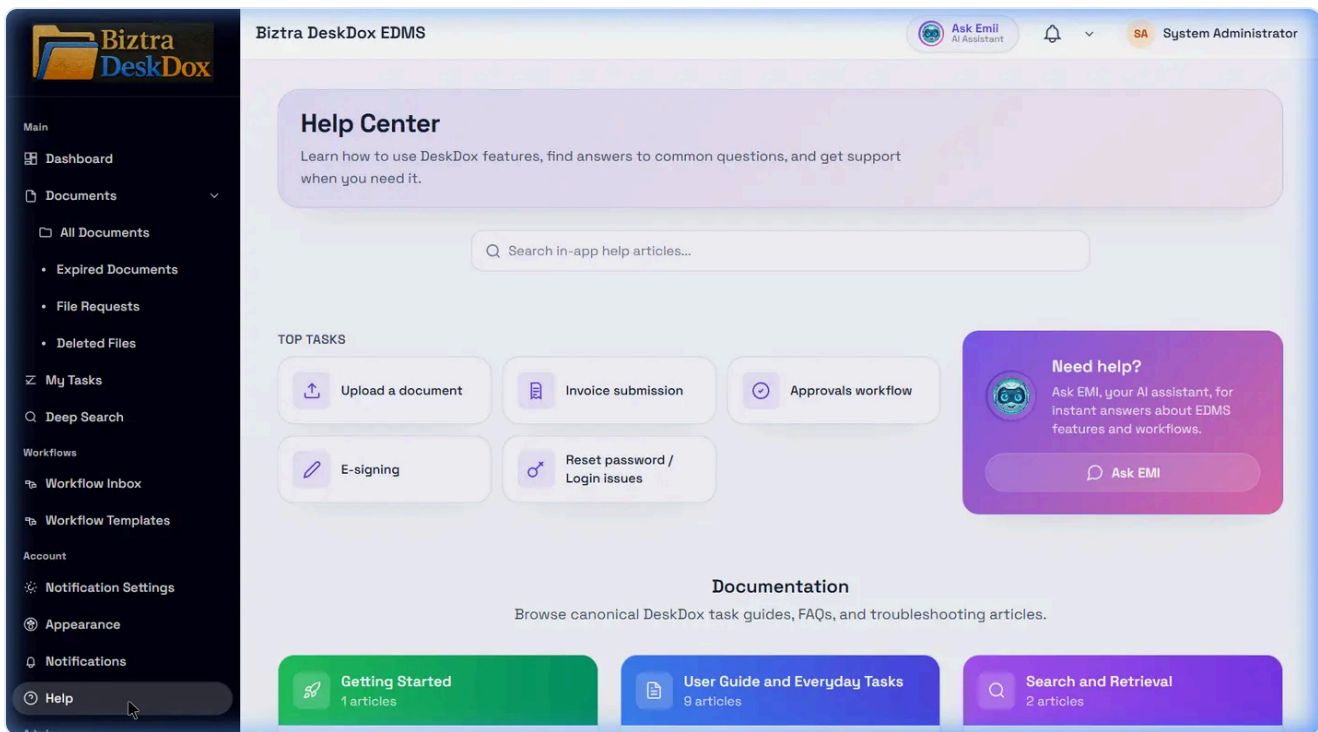 Biztra
DeskDox
Biztra DeskDox EDMS
Ask Emii
AI Assistant
SA
System Administrator
Main
Dashboard
Documents
All Documents
Expired Documents
File Requests
Deleted Files
My Tasks
Deep Search
Workflows
Workflow Inbox
Workflow Templates
Account
Notification Settings
Appearance
Notifications
Help
Help Center
Learn how to use DeskDox features, find answers to common questions, and get support
when you need it.
Search in-app help articles...
TOP TASKS
Upload a document
Invoice submission
Approvals workflow
E-signing
Reset password /
Login issues
Need help?
Ask EMI, your AI assistant, for
instant answers about EDMS
features and workflows.
Ask EMI
Documentation
Browse canonical DeskDox task guides, FAQs, and troubleshooting articles.
Getting Started
1 articles
User Guide and Everyday Tasks
9 articles
Search and Retrieval
2 articles